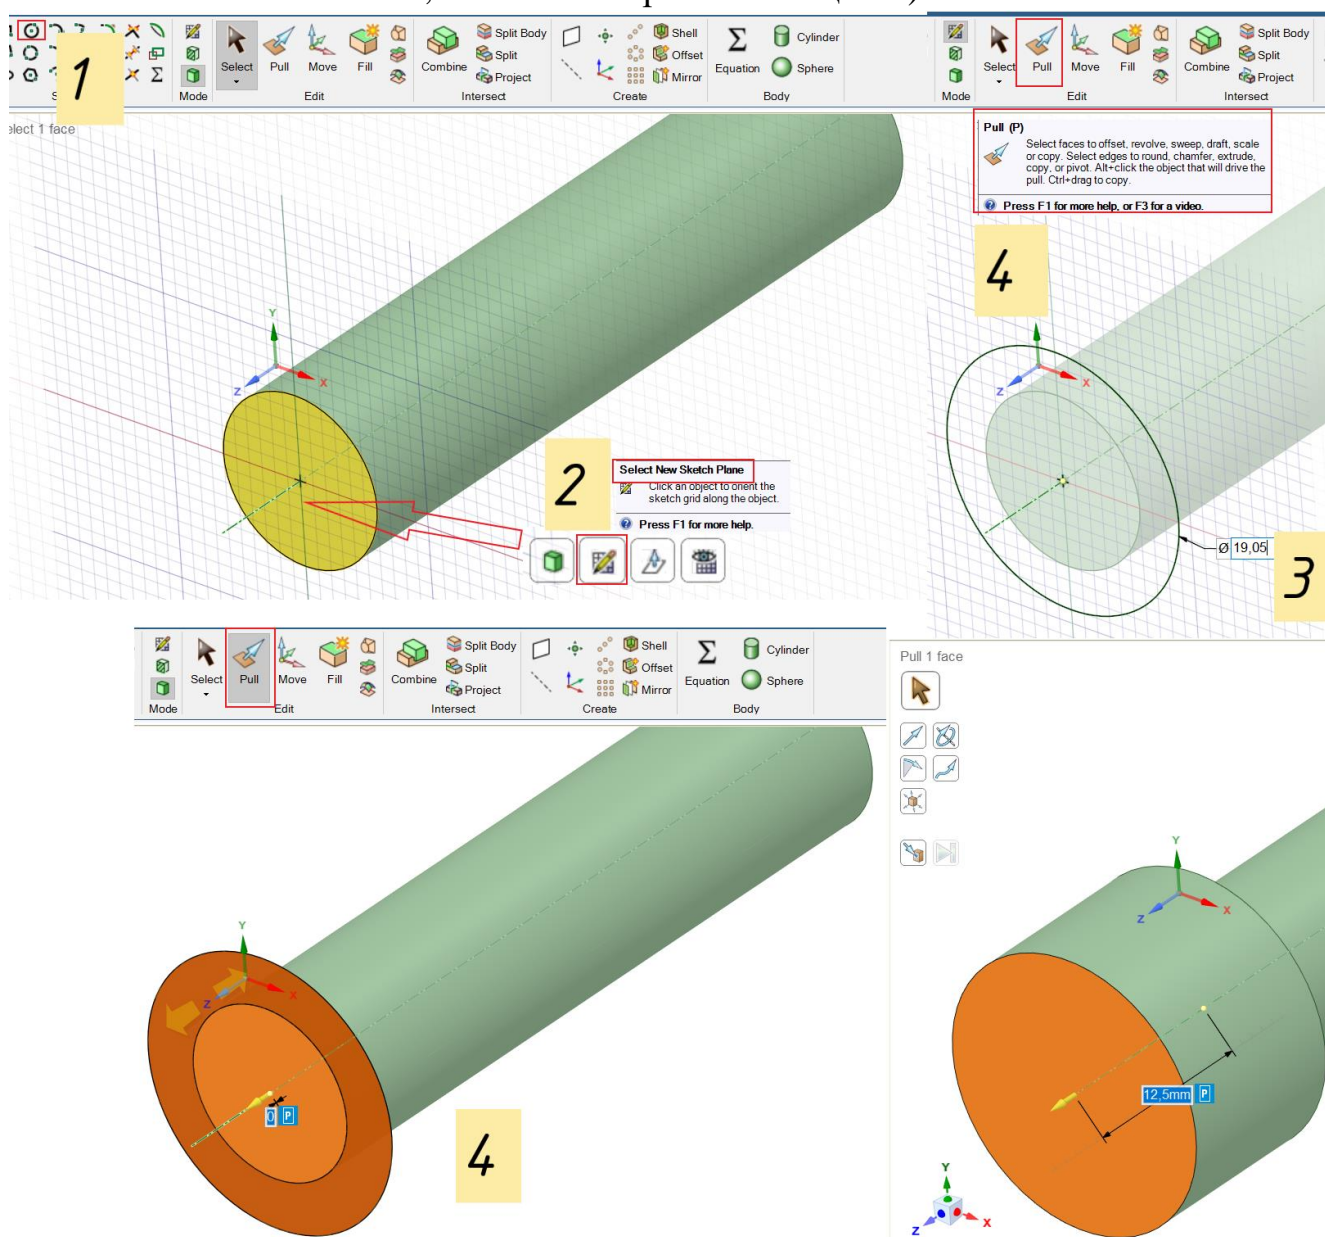 Split Body
Shell
Cylinder
Split
Offset
Select
Pull
Move
Fill
Combine
Project
Mirror
Equation
Sphere
Mode
Edit
Intersect
Create
Body
1
elect 1 face
Y
X
Z
2
Select New Sketch Plane
Click an object to orient the
sketch grid along the object.
Press F1 for more help.
Split Body
Split
Select
Pull
Move
Fill
Combine
Project
Mode
Edit
Intersect
Pull (P)
Select faces to offset, revolve, sweep, draft, scale
or copy. Select edges to round, chamfer, extrude,
copy, or pivot. Alt+click the object that will drive the
pull. Ctrl+drag to copy.
Press F1 for more help, or F3 for a video.
4
Y
X
Z
Ø 19,05
3
Split Body
Shell
Cylinder
Split
Offset
Select
Pull
Move
Fill
Combine
Project
Mirror
Equation
Sphere
Mode
Edit
Intersect
Create
Body
Y
X
Z
0 P
4
Pull 1 face
Y
X
Z
12,5mm P
Y
X
Z